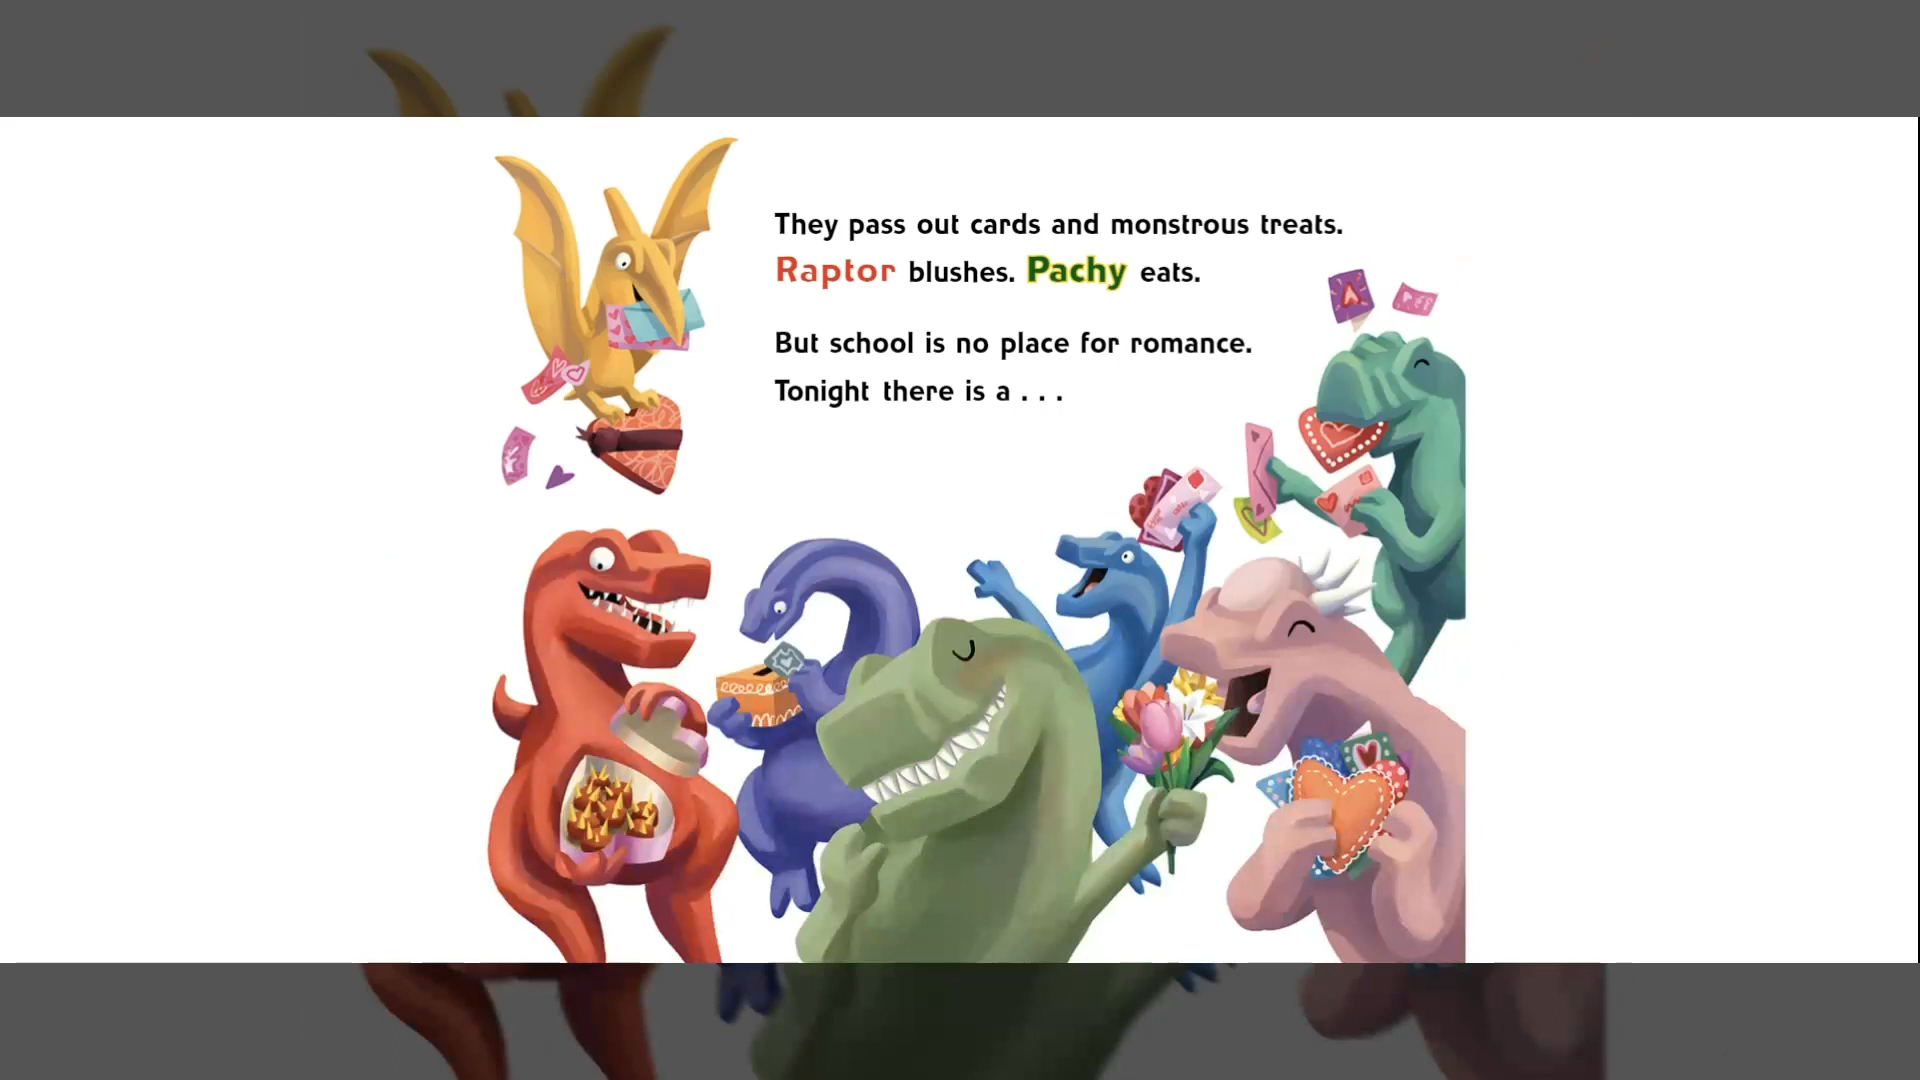 They pass out cards and monstrous treats.
Raptor blushes. Pachy eats.
But school is no place for romance.
Tonight there is a . . .